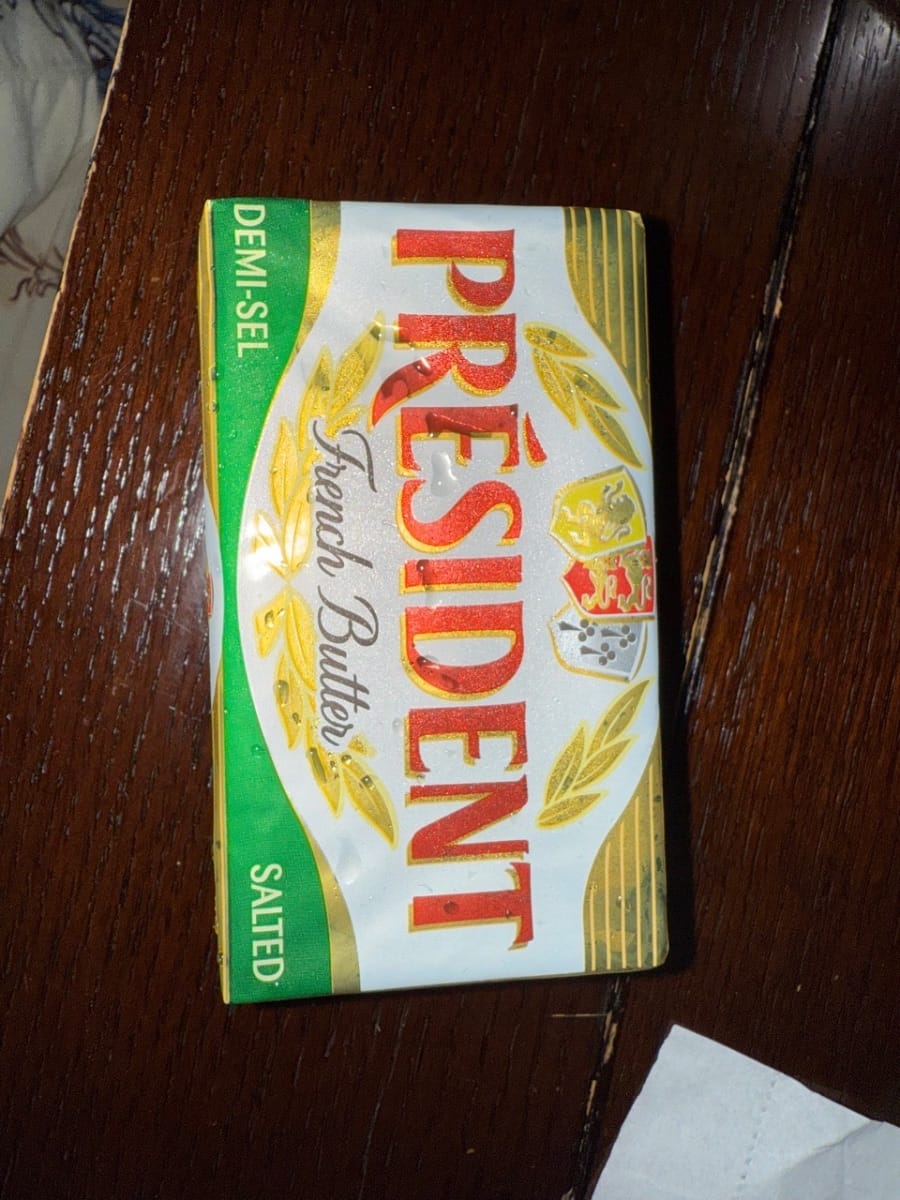 PRÉSIDENT
French Butter
DEMI-SEL
SALTED